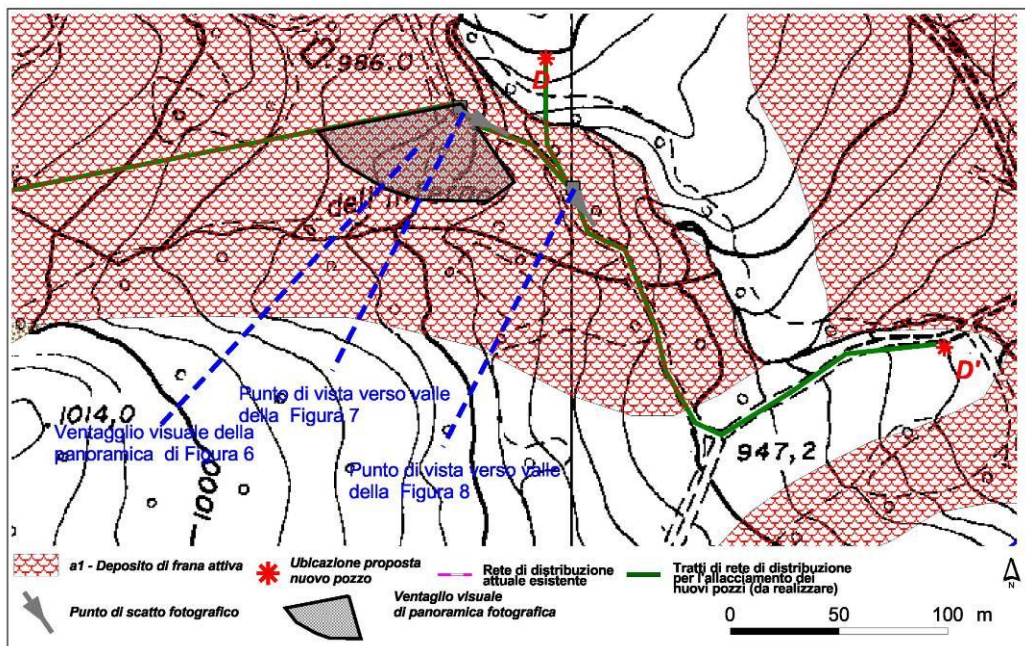 986,0
D
dell'
Punto di vista verso valle
della Figura 7
1014,0
Ventaglio visuale della
panoramica di Figura 6
1000
Punto di vista verso valle
della Figura 8
D'
947,2
a1 - Deposito di frana attiva
Ubicazione proposta
nuovo pozzo
Rete di distribuzione
attuale esistente
Tratti di rete di distribuzione
per l'allacciamento dei
nuovi pozzi (da realizzare)
Punto di scatto fotografico
Ventaglio visuale
di panoramica fotografica
N
0 50 100 m